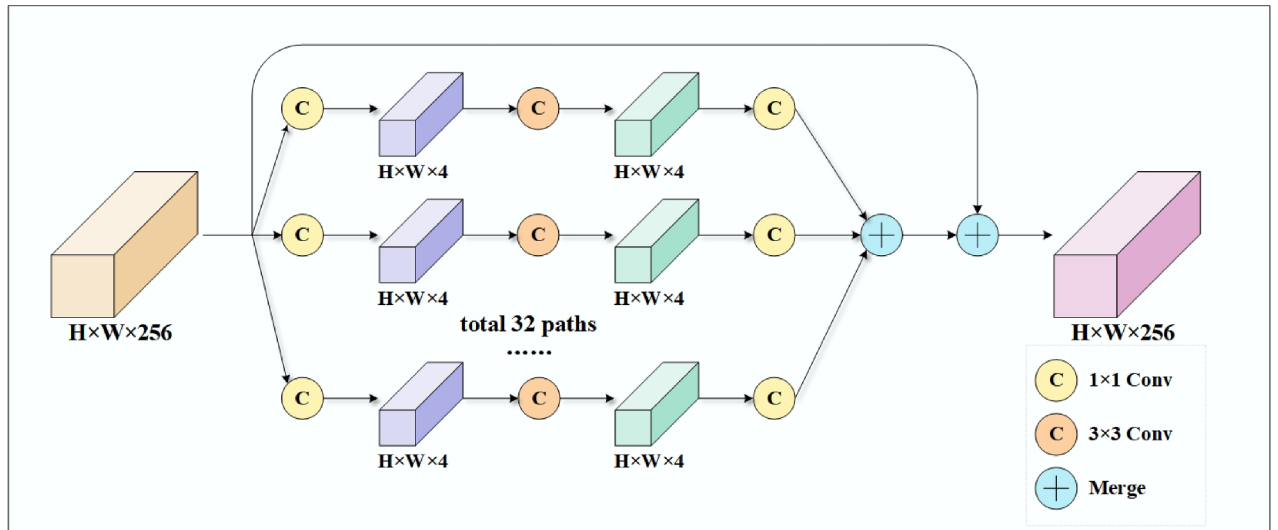 C
H×W×4
C
H×W×4
C
C
H×W×4
C
H×W×4
C
H×W×256
total 32 paths
......
C
H×W×4
C
H×W×4
C
H×W×256
C 1×1 Conv
C 3×3 Conv
+ Merge